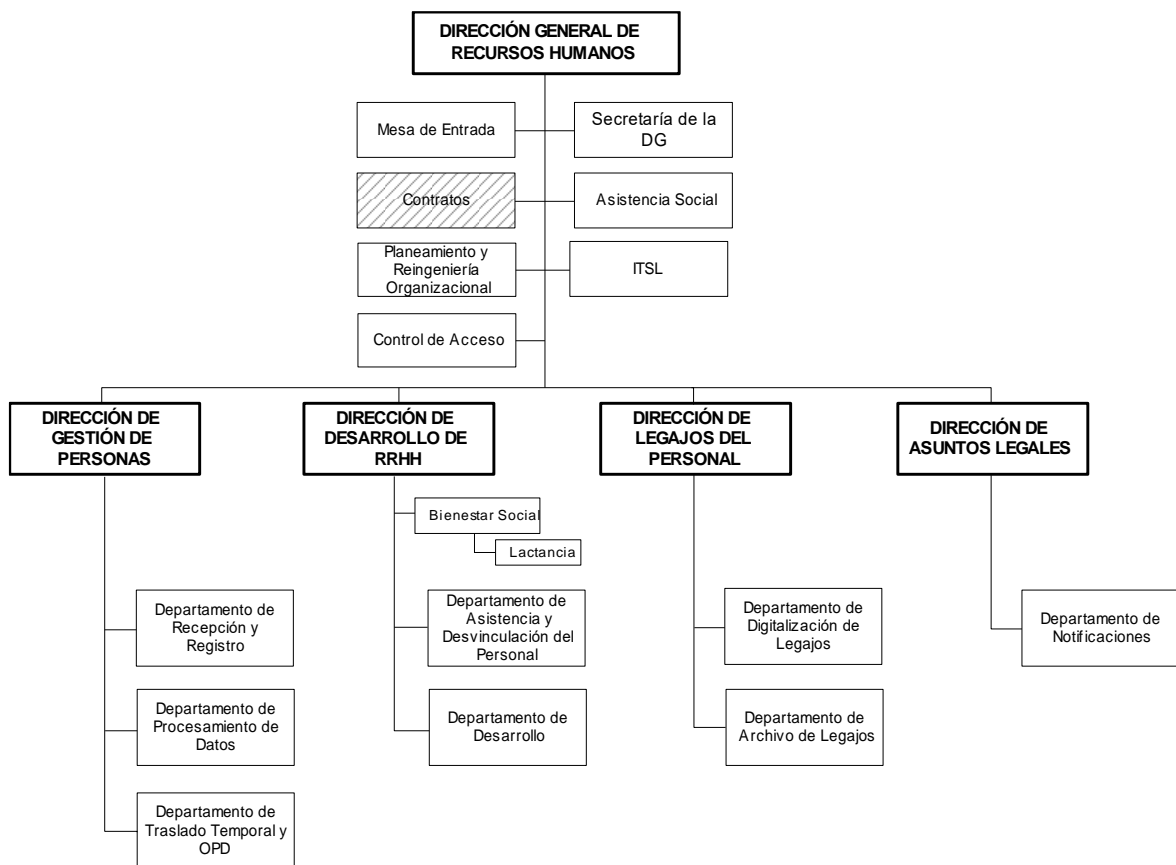 DIRECCIÓN GENERAL DE
RECURSOS HUMANOS
Mesa de Entrada
Secretaría de la
DG
Contratos
Asistencia Social
Planeamiento y
Reingeniería
Organizacional
ITSL
Control de Acceso
DIRECCIÓN DE
GESTIÓN DE
PERSONAS
DIRECCIÓN DE
DESARROLLO DE
RRHH
DIRECCIÓN DE
LEGAJOS DEL
PERSONAL
DIRECCIÓN DE
ASUNTOS LEGALES
Bienestar Social
Lactancia
Departamento de
Recepción y
Registro
Departamento de
Asistencia y
Desvinculación del
Personal
Departamento de
Digitalización de
Legajos
Departamento de
Notificaciones
Departamento de
Procesamiento de
Datos
Departamento de
Desarrollo
Departamento de
Archivo de Legajos
Departamento de
Traslado Temporal y
OPD